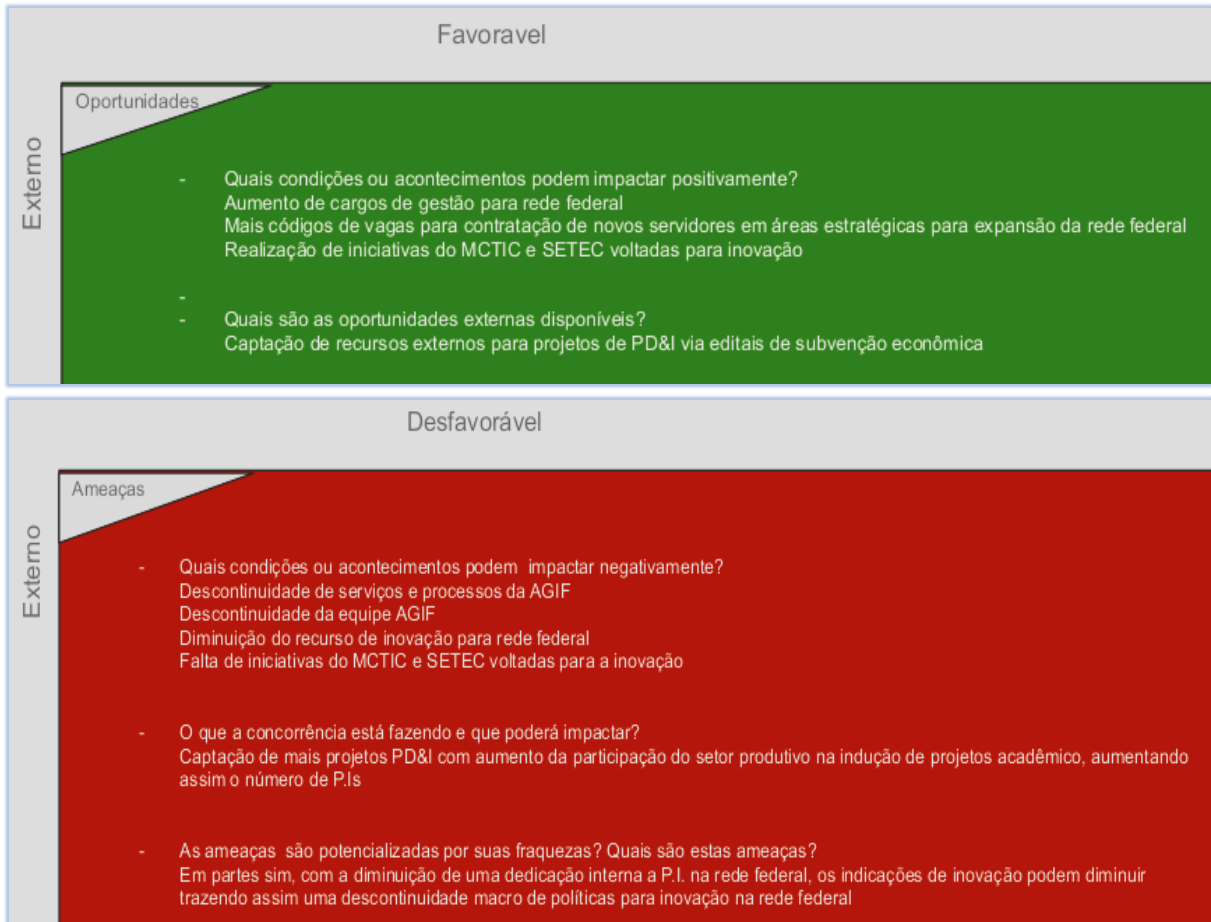 Favoravel
Oportunidades
Externo
- Quais condições ou acontecimentos podem impactar positivamente?
Aumento de cargos de gestão para rede federal
Mais códigos de vagas para contratação de novos servidores em áreas estratégicas para expansão da rede federal
Realização de iniciativas do MCTIC e SETEC voltadas para inovação
-
- Quais são as oportunidades externas disponíveis?
Captação de recursos externos para projetos de PD&I via editais de subvenção econômica
Desfavorável
Ameaças
Externo
- Quais condições ou acontecimentos podem impactar negativamente?
Descontinuidade de serviços e processos da AGIF
Descontinuidade da equipe AGIF
Diminuição do recurso de inovação para rede federal
Falta de iniciativas do MCTIC e SETEC voltadas para a inovação
- O que a concorrência está fazendo e que poderá impactar?
Captação de mais projetos PD&I com aumento da participação do setor produtivo na indução de projetos acadêmico, aumentando
assim o número de P.Is
- As ameaças são potencializadas por suas fraquezas? Quais são estas ameaças?
Em partes sim, com a diminuição de uma dedicação interna a P.I. na rede federal, os indicações de inovação podem diminuir
trazendo assim uma descontinuidade macro de políticas para inovação na rede federal